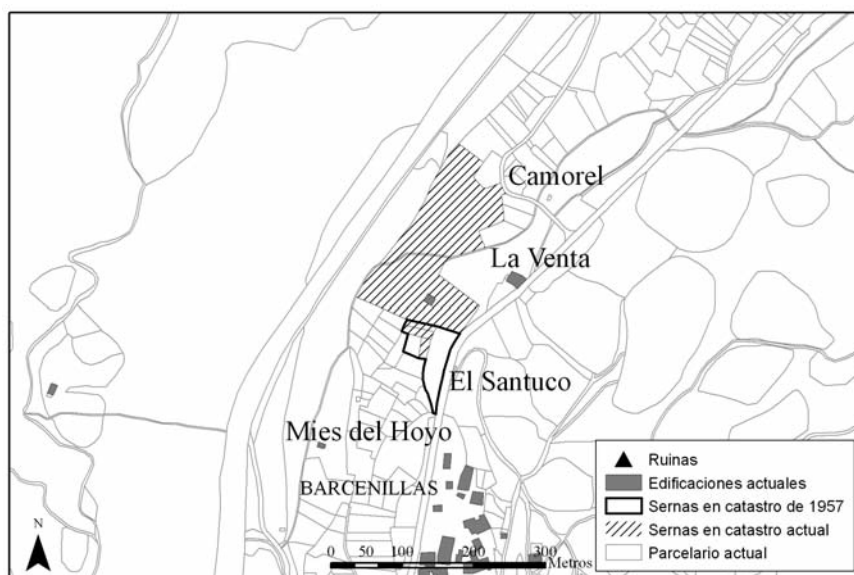 Camorel
La Venta
El Santuco
Mies del Hoyo
BARCENILLAS
N
0 50 100 200 300
Metros
Ruinas
Edificaciones actuales
Sernas en catastro de 1957
Sernas en catastro actual
Parcelario actual